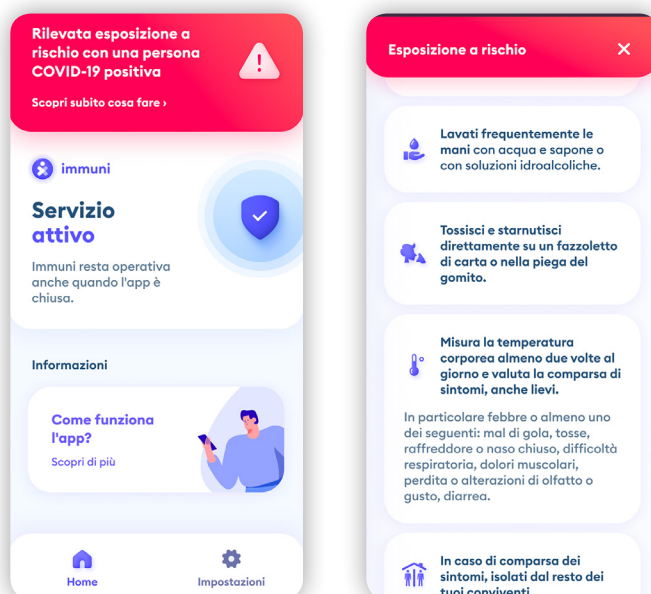 Rilevata esposizione a
rischio con una persona
COVID-19 positiva
Scopri subito cosa fare ›
immuni
Servizio
attivo
Immuni resta operativa
anche quando l'app è
chiusa.
Informazioni
Come funziona
l'app?
Scopri di più
Home
Impostazioni
Esposizione a rischio
Lavati frequentemente le
mani con acqua e sapone o
con soluzioni idroalcoliche.
Tossisci e starnutisci
direttamente su un fazzoletto
di carta o nella piega del
gomito.
Misura la temperatura
corporea almeno due volte al
giorno e valuta la comparsa di
sintomi, anche lievi.
In particolare febbre o almeno uno
dei seguenti: mal di gola, tosse,
raffreddore o naso chiuso, difficoltà
respiratoria, dolori muscolari,
perdita o alterazioni di olfatto o
gusto, diarrea.
In caso di comparsa dei
sintomi, isolati dal resto dei
tuoi conviventi